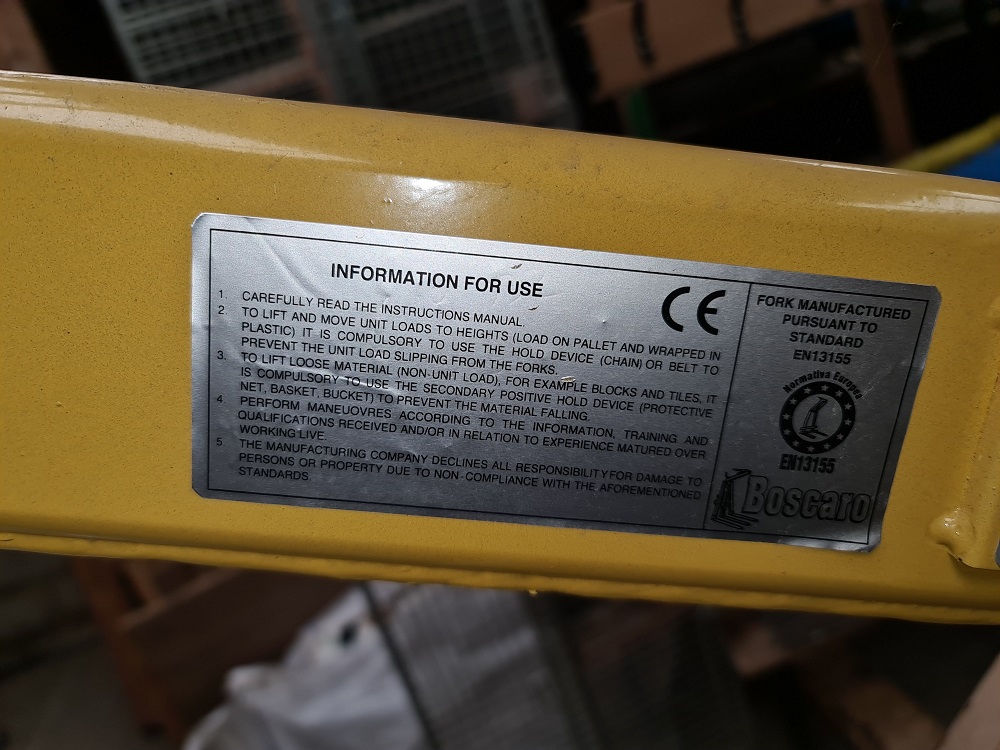 INFORMATION FOR USE
1. CAREFULLY READ THE INSTRUCTIONS MANUAL.
2. TO LIFT AND MOVE UNIT LOADS TO HEIGHTS (LOAD ON PALLET AND WRAPPED IN
PLASTIC) IT IS COMPULSORY TO USE THE HOLD DEVICE (CHAIN) OR BELT TO
PREVENT THE UNIT LOAD SLIPPING FROM THE FORKS.
3. TO LIFT LOOSE MATERIAL (NON-UNIT LOAD), FOR EXAMPLE BLOCKS AND TILES, IT
IS COMPULSORY TO USE THE SECONDARY POSITIVE HOLD DEVICE (PROTECTIVE
NET, BASKET, BUCKET) TO PREVENT THE MATERIAL FALLING.
4. PERFORM MANEUOVRES ACCORDING TO THE INFORMATION, TRAINING AND
QUALIFICATIONS RECEIVED AND/OR IN RELATION TO EXPERIENCE MATURED OVER
WORKING LIVE.
5 THE MANUFACTURING COMPANY DECLINES ALL RESPONSIBILITY FOR DAMAGE TO
PERSONS OR PROPERTY DUE TO NON-COMPLIANCE WITH THE AFOREMENTIONED
STANDARDS
CE
FORK MANUFACTURED
PURSUANT TO
STANDARD
EN13155
Normativa Europea
EN13155
Boscaro